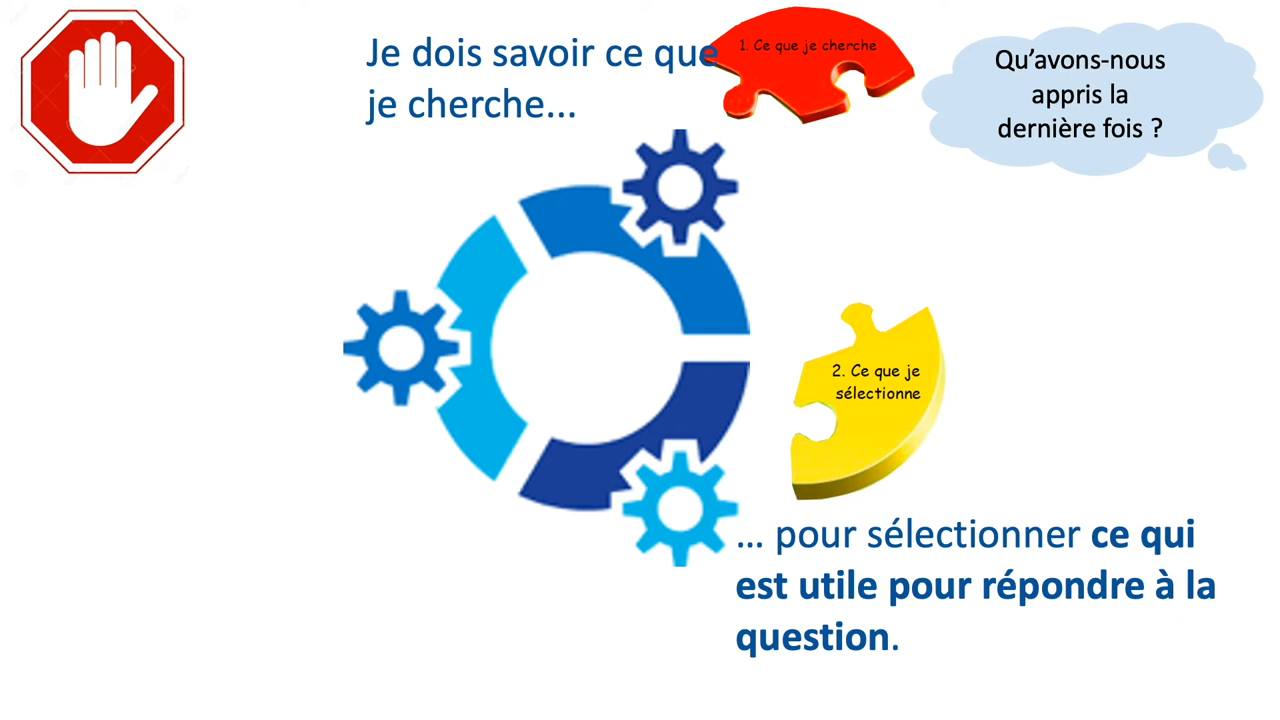 Je dois savoir ce que
je cherche...
1. Ce que je cherche
Qu’avons-nous
appris la
dernière fois ?
2. Ce que je
sélectionne
... pour sélectionner ce qui
est utile pour répondre à la
question.